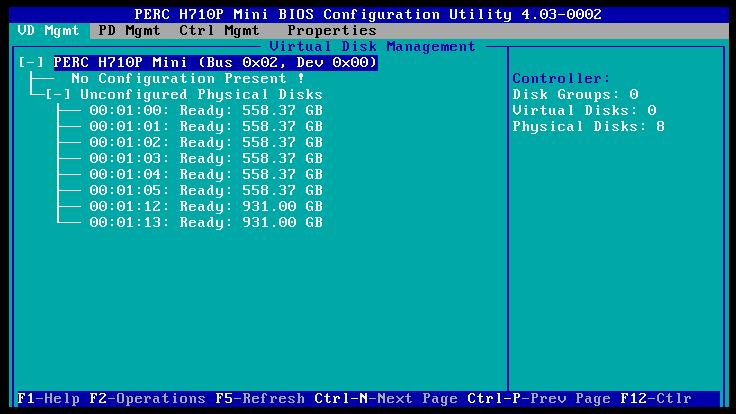 PERC H710P Mini BIOS Configuration Utility 4.03-0002
VD Mgmt PD Mgmt Ctrl Mgmt Properties
Virtual Disk Management
[-] PERC H710P Mini (Bus 0x02, Dev 0x00)
No Configuration Present !
[-] Unconfigured Physical Disks
00:01:00: Ready: 558.37 GB
00:01:01: Ready: 558.37 GB
00:01:02: Ready: 558.37 GB
00:01:03: Ready: 558.37 GB
00:01:04: Ready: 558.37 GB
00:01:05: Ready: 558.37 GB
00:01:12: Ready: 931.00 GB
00:01:13: Ready: 931.00 GB
Controller:
Disk Groups: 0
Virtual Disks: 0
Physical Disks: 8
F1-Help F2-Operations F5-Refresh Ctrl-N-Next Page Ctrl-P-Prev Page F12-Ctlr